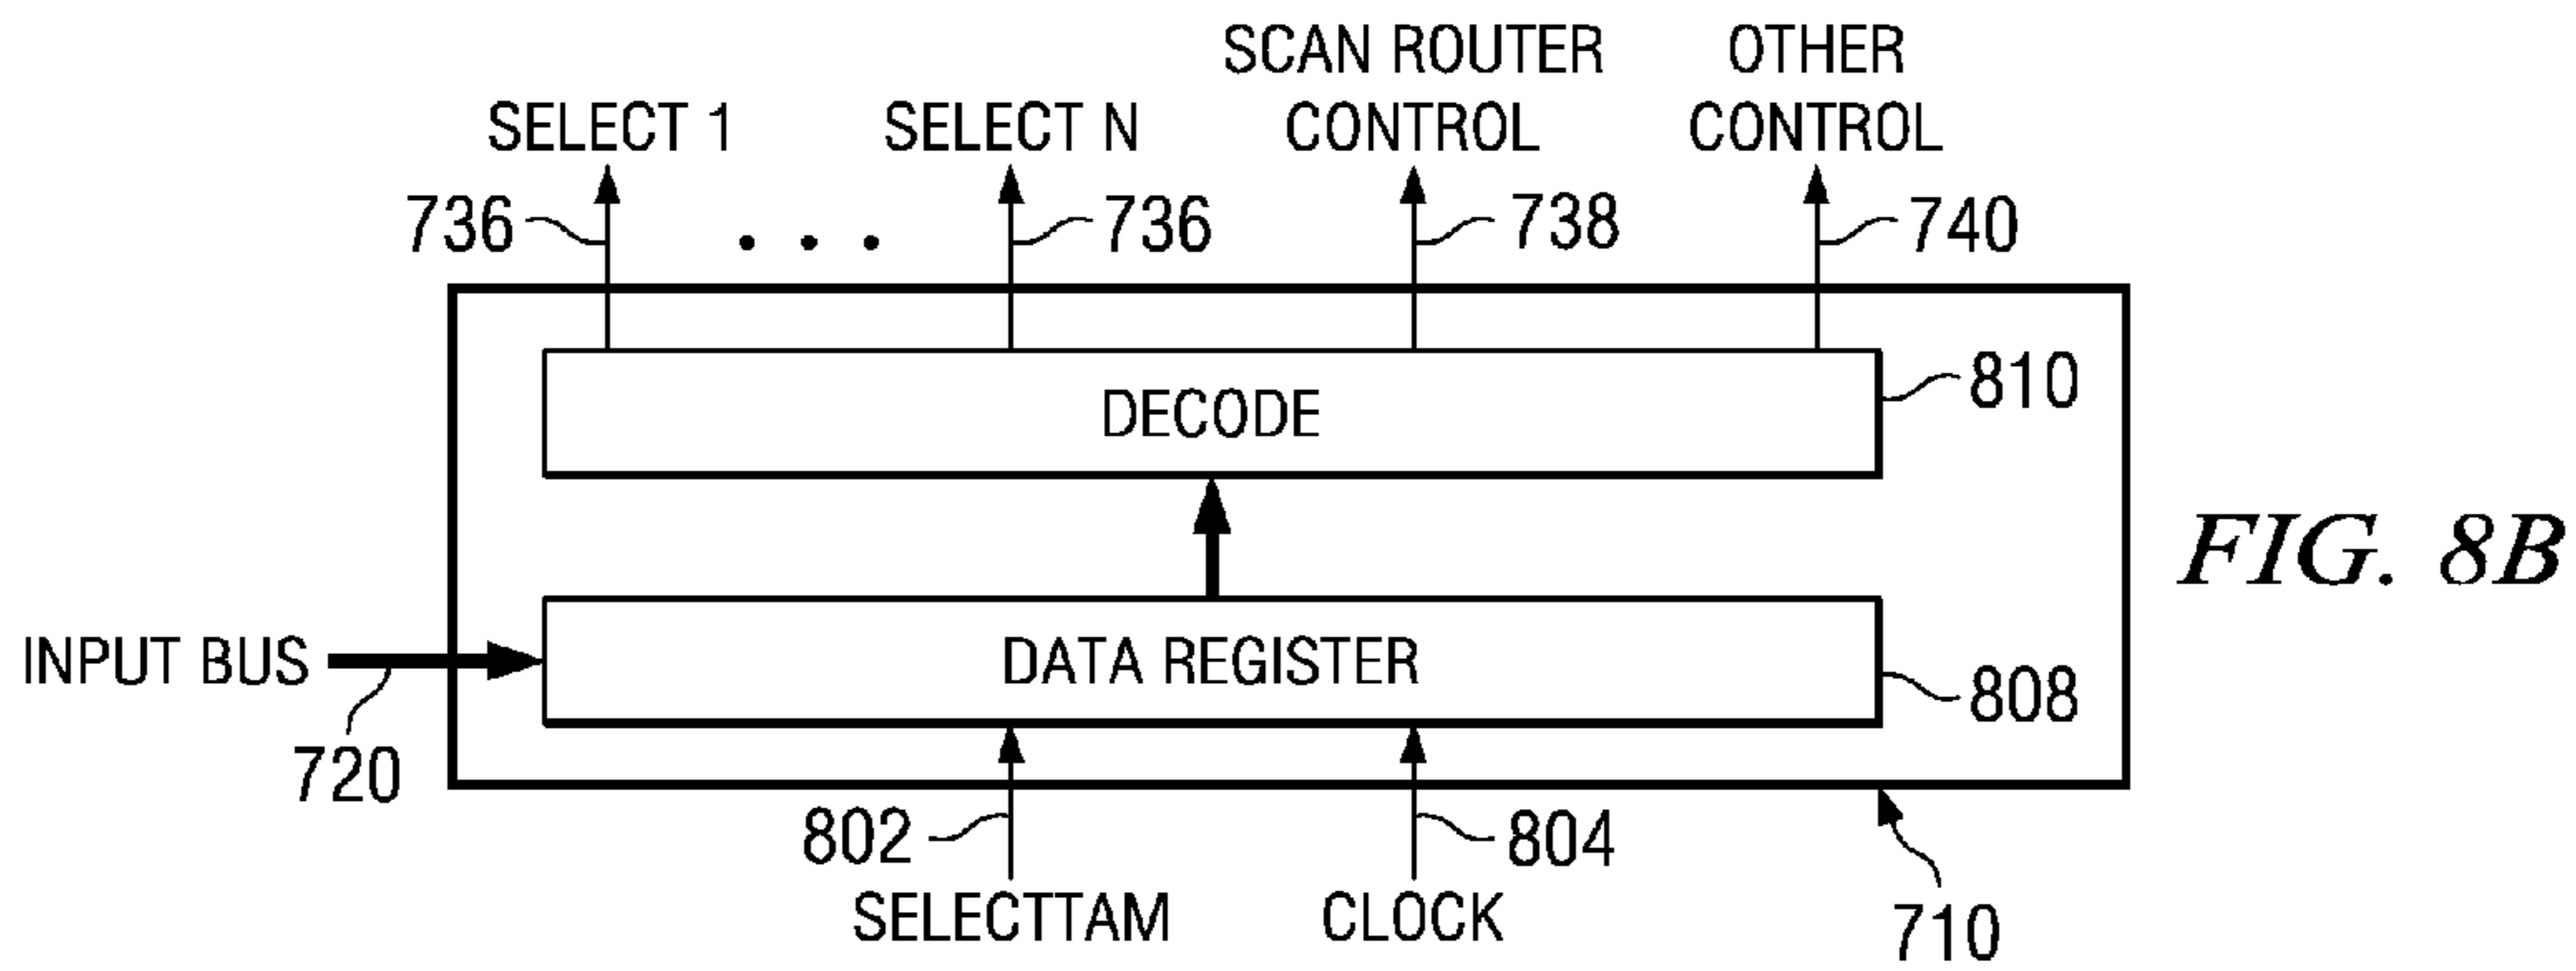 SCAN ROUTER OTHER
SELECT 1 SELECT N CONTROL CONTROL
736 736 738 740
DECODE 810
FIG. 8B
INPUT BUS DATA REGISTER 808
720 802 804
SELECTTAM CLOCK 710